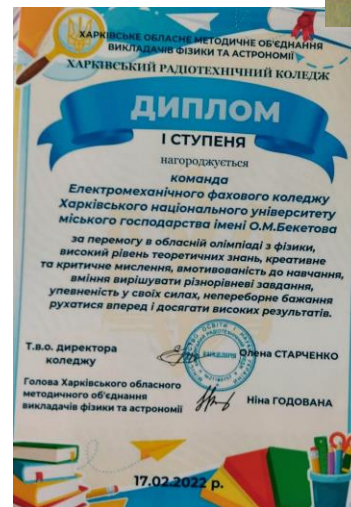 ХАРКІВСЬКЕ ОБЛАСНЕ МЕТОДИЧНЕ ОБ'ЄДНАННЯ
ВИКЛАДАЧІВ ФІЗИКИ ТА АСТРОНОМІЇ
ХАРКІВСЬКИЙ РАДІОТЕХНІЧНИЙ КОЛЕДЖ
ДИПЛОМ
І СТУПЕНЯ
нагороджується
команда
Електромеханічного фахового коледжу
Харківського національного університету
міського господарства імені О.М.Бекетова
за перемогу в обласній олімпіаді з фізики,
високий рівень теоретичних знань, креативне
та критичне мислення, вмотивованість до навчання,
вміння вирішувати різнорівневі завдання,
упевненість у своїх силах, непереборне бажання
рухатися вперед і досягати високих результатів.
Т.в.о. директора
коледжу
Олена СТАРЧЕНКО
Голова Харківського обласного
методичного об'єднання
викладачів фізики та астрономії
Ніна ГОДОВАНА
17.02.2022 р.